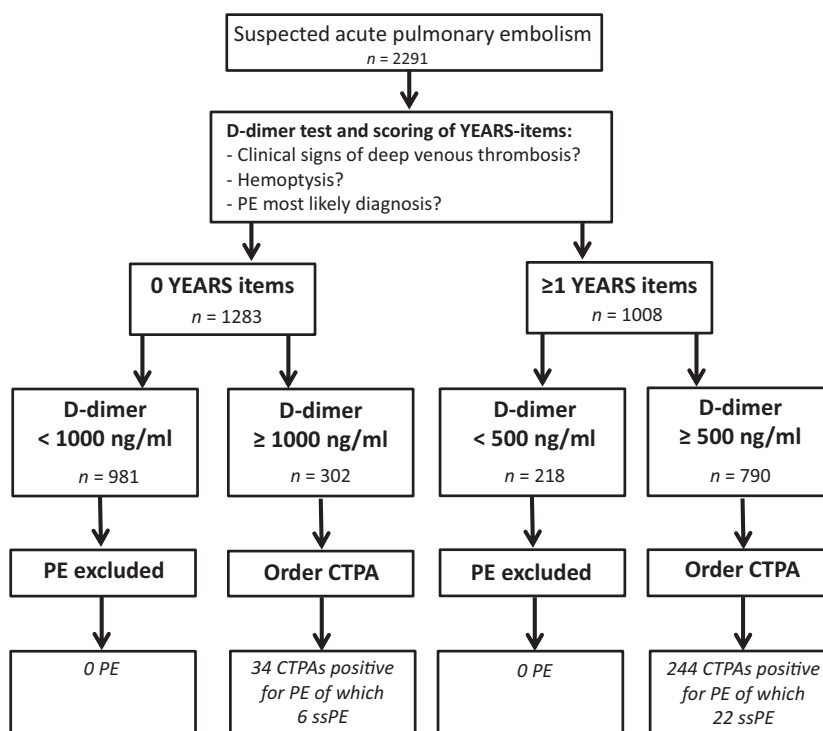 Suspected acute pulmonary embolism
n = 2291
D-dimer test and scoring of YEARS-items:
- Clinical signs of deep venous thrombosis?
- Hemoptysis?
- PE most likely diagnosis?
0 YEARS items
n = 1283
≥1 YEARS items
n = 1008
D-dimer
< 1000 ng/ml
n = 981
D-dimer
≥ 1000 ng/ml
n = 302
D-dimer
< 500 ng/ml
n = 218
D-dimer
≥ 500 ng/ml
n = 790
PE excluded
Order CTPA
PE excluded
Order CTPA
0 PE
34 CTPAs positive
for PE of which
6 ssPE
0 PE
244 CTPAs positive
for PE of which
22 ssPE